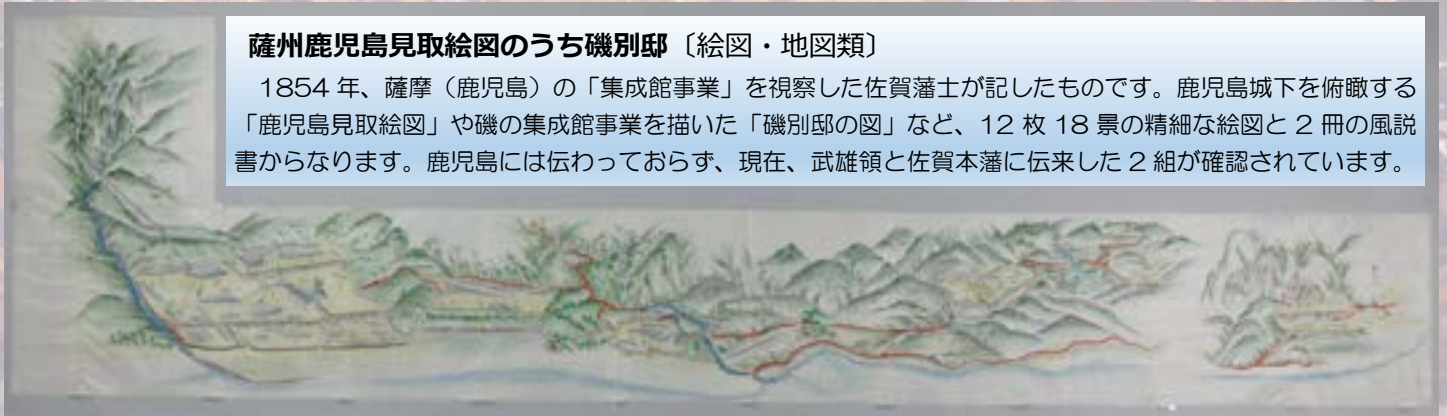 薩州鹿児島見取絵図のうち磯別邸〔絵図・地図類〕
1854 年、薩摩（鹿児島）の「集成館事業」を視察した佐賀藩士が記したものです。鹿児島城下を俯瞰する
「鹿児島見取絵図」や磯の集成館事業を描いた「磯別邸の図」など、12 枚 18 景の精細な絵図と 2 冊の風説
書からなります。鹿児島には伝わっておらず、現在、武雄領と佐賀本藩に伝来した 2 組が確認されています。